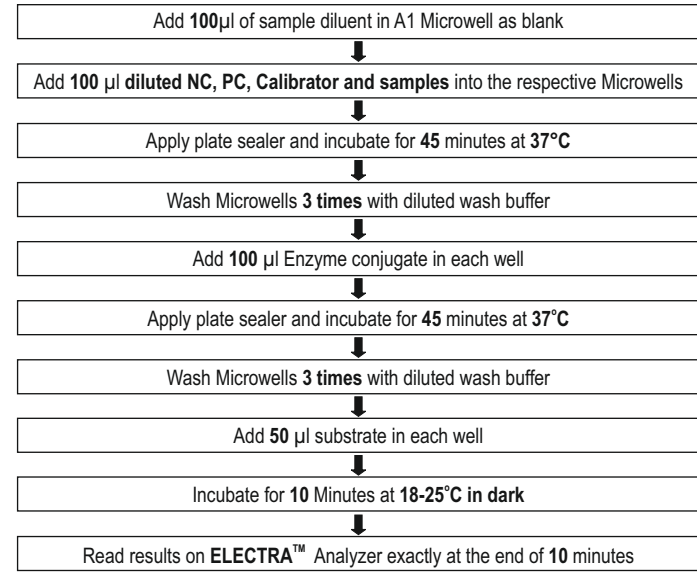 Add 100µl of sample diluent in A1 Microwell as blank
Add 100 µl diluted NC, PC, Calibrator and samples into the respective Microwells
Apply plate sealer and incubate for 45 minutes at 37°C
Wash Microwells 3 times with diluted wash buffer
Add 100 µl Enzyme conjugate in each well
Apply plate sealer and incubate for 45 minutes at 37°C
Wash Microwells 3 times with diluted wash buffer
Add 50 µl substrate in each well
Incubate for 10 Minutes at 18-25°C in dark
Read results on ELECTRA™ Analyzer exactly at the end of 10 minutes